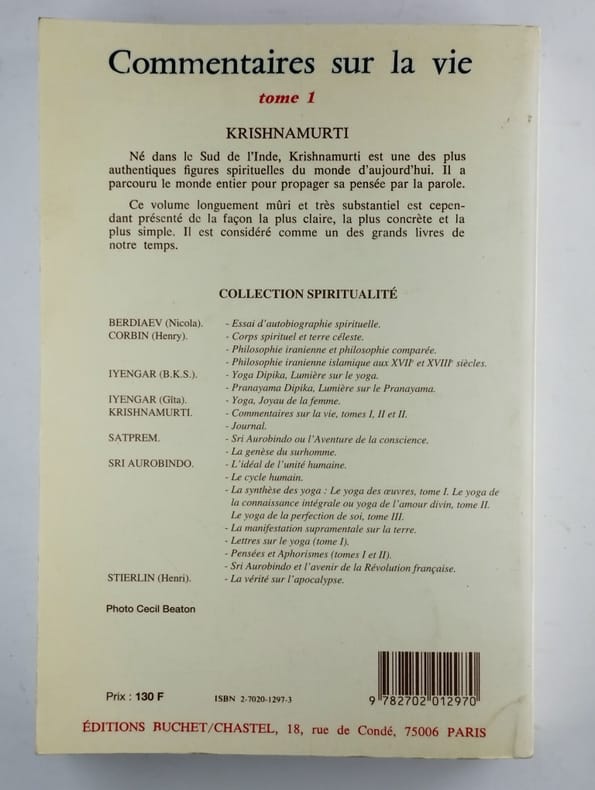 Commentaires sur la vie
tome 1
KRISHNAMURTI
Né dans le Sud de l'Inde, Krishnamurti est une des plus
authentiques figures spirituelles du monde d'aujourd'hui. Il a
parcouru le monde entier pour propager sa pensée par la parole.
Ce volume longuement mûri et très substantiel est cepen-
dant présenté de la façon la plus claire, la plus concrète et la
plus simple. Il est considéré comme un des grands livres de
notre temps.
COLLECTION SPIRITUALITÉ
BERDIAEV (Nicola). - Essai d'autobiographie spirituelle.
CORBIN (Henry). - Corps spirituel et terre céleste.
- Philosophie iranienne et philosophie comparée.
- Philosophie iranienne islamique aux XVIIe et XVIIIe siècles.
IYENGAR (B.K.S.). - Yoga Dipika, Lumière sur le yoga.
- Pranayama Dipika, Lumière sur le Pranayama.
IYENGAR (Gîta). - Yoga, Joyau de la femme.
KRISHNAMURTI. - Commentaires sur la vie, tomes I, II et II.
- Journal.
SATPREM. - Sri Aurobindo ou l'Aventure de la conscience.
- La genèse du surhomme.
SRI AUROBINDO. - L'idéal de l'unité humaine.
- Le cycle humain.
- La synthèse des yoga : Le yoga des œuvres, tome I. Le yoga de
la connaissance intégrale ou yoga de l'amour divin, tome II.
Le yoga de la perfection de soi, tome III.
- La manifestation supramentale sur la terre.
- Lettres sur le yoga (tome I).
- Pensées et Aphorismes (tomes I et II).
- Sri Aurobindo et l'avenir de la Révolution française.
STIERLIN (Henri). - La vérité sur l'apocalypse.
Photo Cecil Beaton
Prix : 130 F
ISBN 2-7020-1297-3
9 782702 012970
ÉDITIONS BUCHET/CHASTEL, 18, rue de Condé, 75006 PARIS